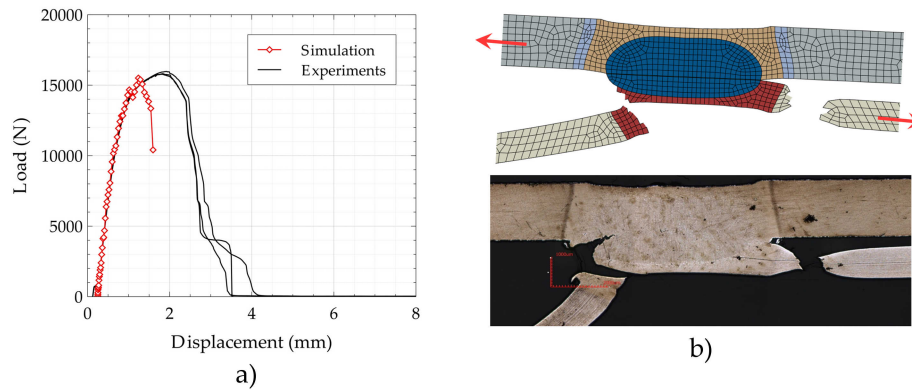 a)
20000
15000
10000
5000
0
Load (N)
Simulation
Experiments
0 2 4 6 8
Displacement (mm)
b)